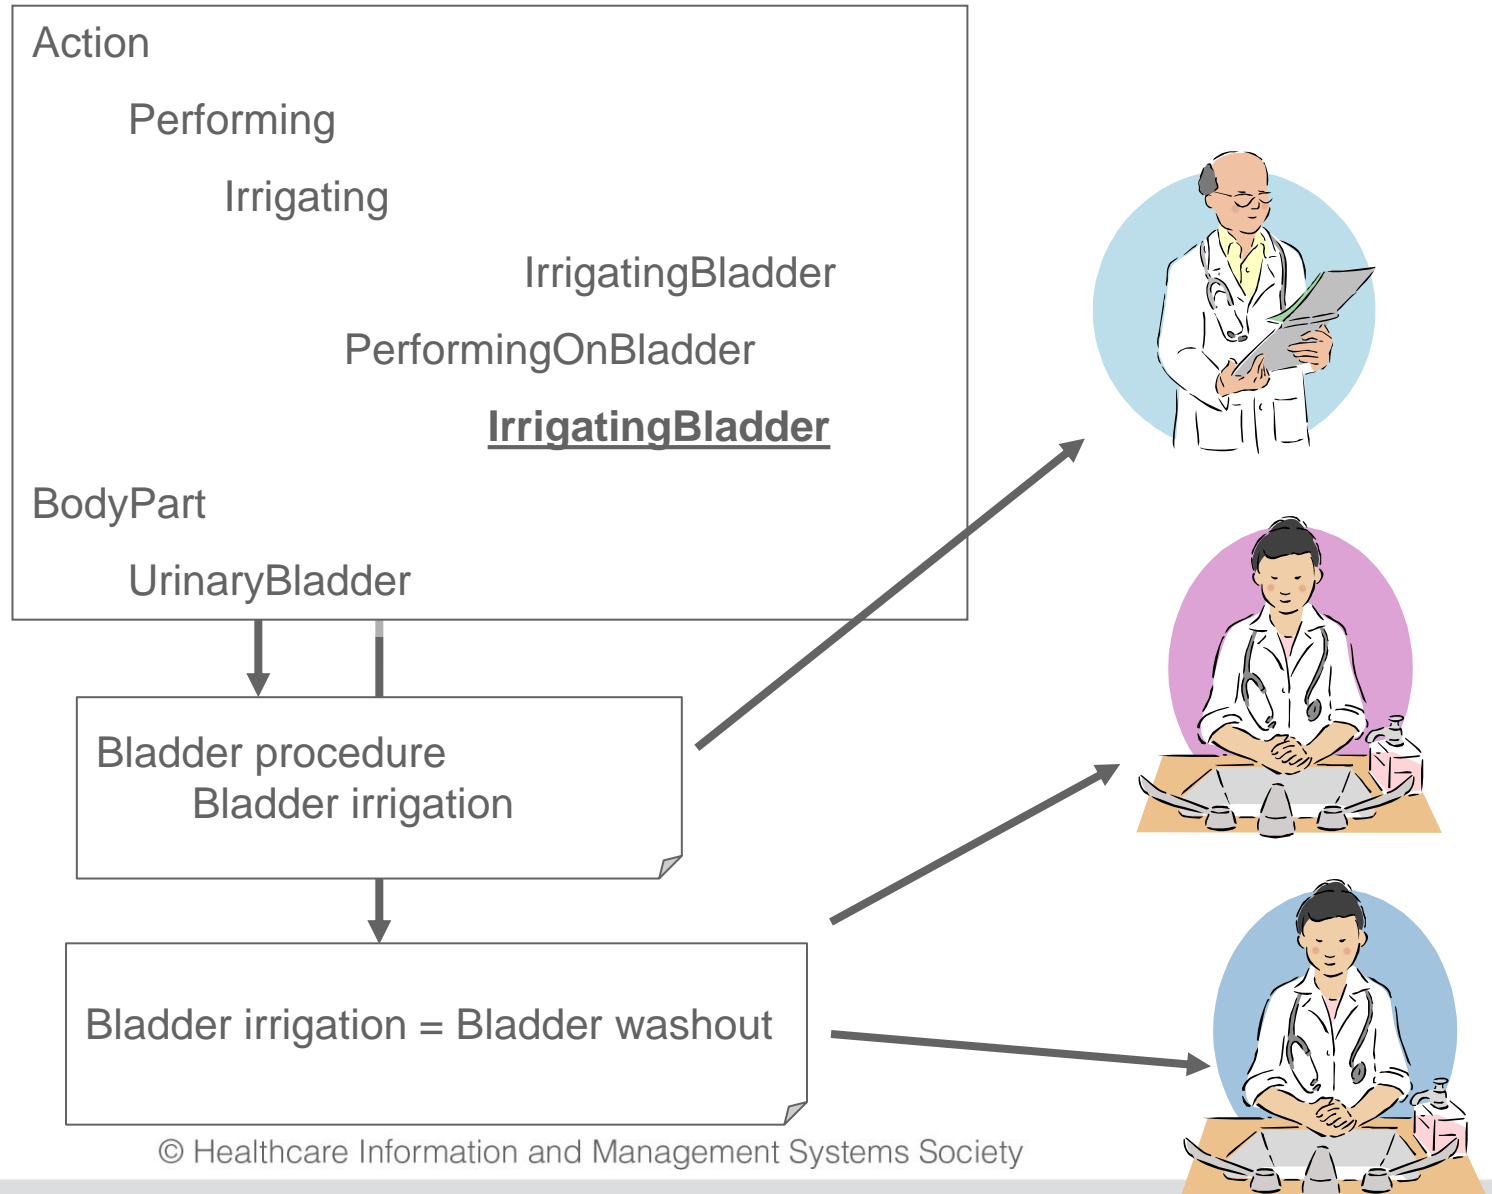 Action
Performing
Irrigating
IrrigatingBladder
PerformingOnBladder
IrrigatingBladder
BodyPart
UrinaryBladder
Bladder procedure
Bladder irrigation
Bladder irrigation = Bladder washout
© Healthcare Information and Management Systems Society